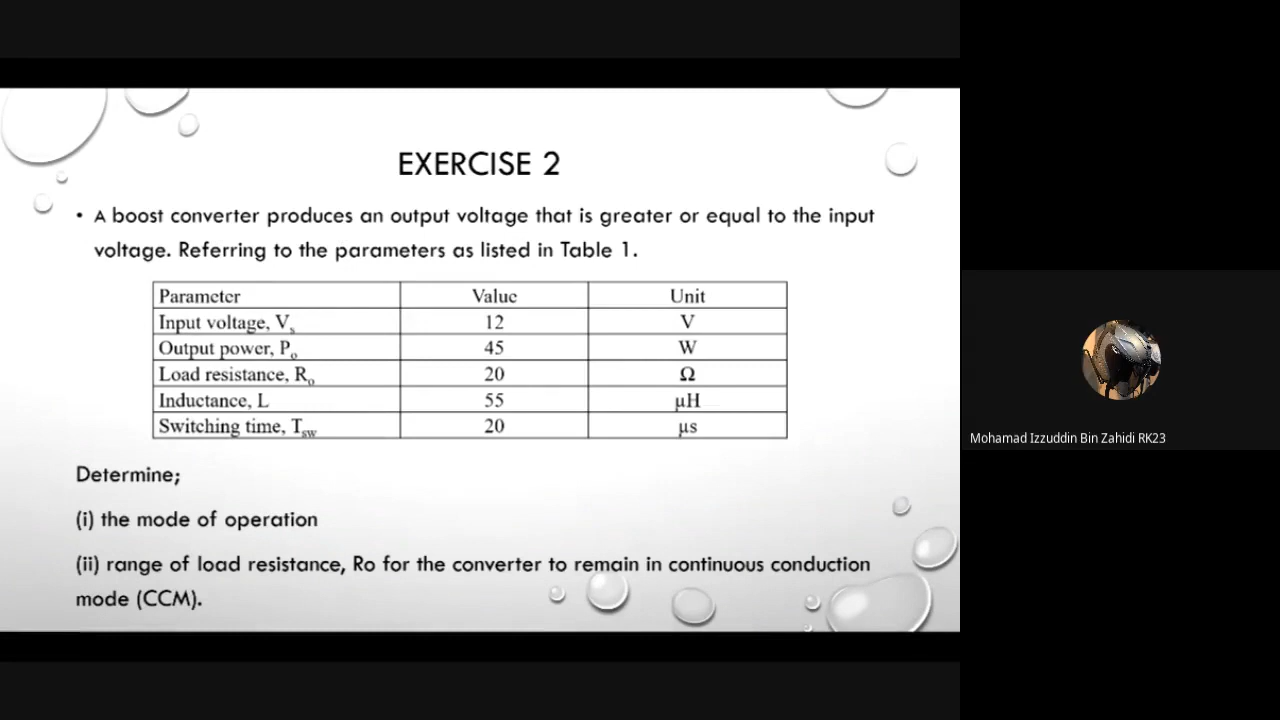 EXERCISE 2
• A boost converter produces an output voltage that is greater or equal to the input
voltage. Referring to the parameters as listed in Table 1.
Parameter Value Unit
Input voltage, Vs 12 V
Output power, Po 45 W
Load resistance, Ro 20 Ω
Inductance, L 55 μH
Switching time, Tsw 20 μs
Determine;
(i) the mode of operation
(ii) range of load resistance, Ro for the converter to remain in continuous conduction
mode (CCM).
Mohamad Izzuddin Bin Zahidi RK23